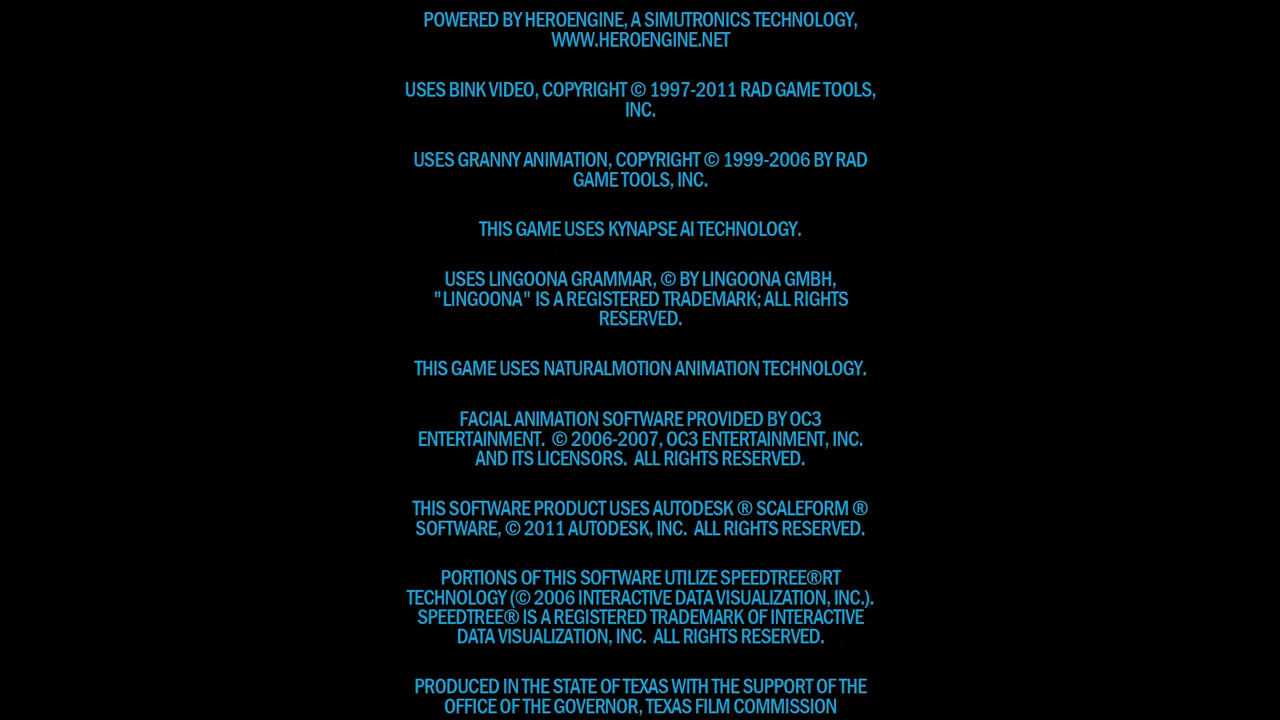 POWERED BY HEROENGINE, A SIMUTRONICS TECHNOLOGY,
WWW.HEROENGINE.NET
USES BINK VIDEO, COPYRIGHT © 1997-2011 RAD GAME TOOLS,
INC.
USES GRANNY ANIMATION, COPYRIGHT © 1999-2006 BY RAD
GAME TOOLS, INC.
THIS GAME USES KYNAPSE AI TECHNOLOGY.
USES LINGOONA GRAMMAR, © BY LINGOONA GMBH,
"LINGOONA" IS A REGISTERED TRADEMARK; ALL RIGHTS
RESERVED.
THIS GAME USES NATURALMOTION ANIMATION TECHNOLOGY.
FACIAL ANIMATION SOFTWARE PROVIDED BY OC3
ENTERTAINMENT.  © 2006-2007, OC3 ENTERTAINMENT, INC.
AND ITS LICENSORS.  ALL RIGHTS RESERVED.
THIS SOFTWARE PRODUCT USES AUTODESK ® SCALEFORM ®
SOFTWARE, © 2011 AUTODESK, INC.  ALL RIGHTS RESERVED.
PORTIONS OF THIS SOFTWARE UTILIZE SPEEDTREE®RT
TECHNOLOGY (© 2006 INTERACTIVE DATA VISUALIZATION, INC.).
SPEEDTREE® IS A REGISTERED TRADEMARK OF INTERACTIVE
DATA VISUALIZATION, INC.  ALL RIGHTS RESERVED.
PRODUCED IN THE STATE OF TEXAS WITH THE SUPPORT OF THE
OFFICE OF THE GOVERNOR, TEXAS FILM COMMISSION